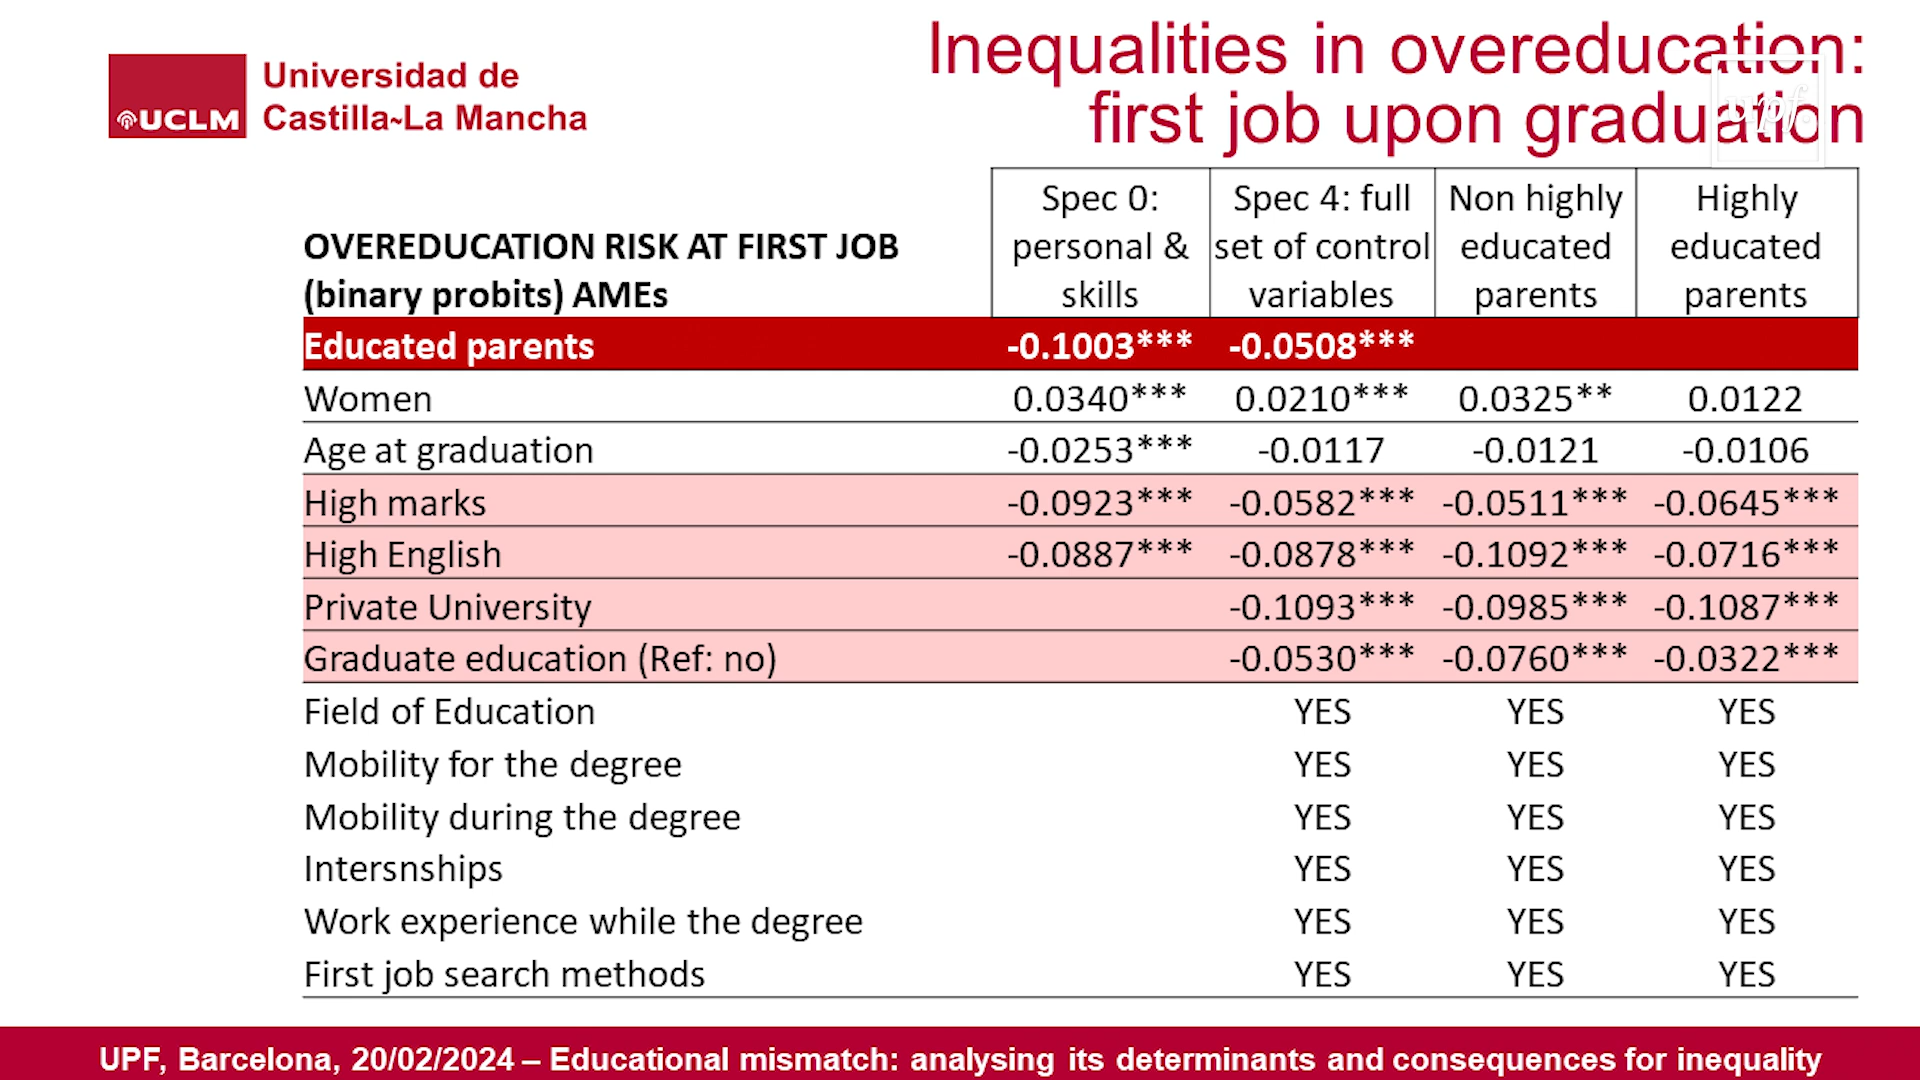 Inequalities in overeducation:
first job upon graduation
upf.
UCLM
Universidad de
Castilla~La Mancha
OVEREDUCATION RISK AT FIRST JOB
(binary probits) AMEs
Spec 0:
personal &
skills
Spec 4: full
set of control
variables
Non highly
educated
parents
Highly
educated
parents
Educated parents -0.1003*** -0.0508***
Women 0.0340*** 0.0210*** 0.0325** 0.0122
Age at graduation -0.0253*** -0.0117 -0.0121 -0.0106
High marks -0.0923*** -0.0582*** -0.0511*** -0.0645***
High English -0.0887*** -0.0878*** -0.1092*** -0.0716***
Private University -0.1093*** -0.0985*** -0.1087***
Graduate education (Ref: no) -0.0530*** -0.0760*** -0.0322***
Field of Education YES YES YES
Mobility for the degree YES YES YES
Mobility during the degree YES YES YES
Intersnships YES YES YES
Work experience while the degree YES YES YES
First job search methods YES YES YES
UPF, Barcelona, 20/02/2024 – Educational mismatch: analysing its determinants and consequences for inequality